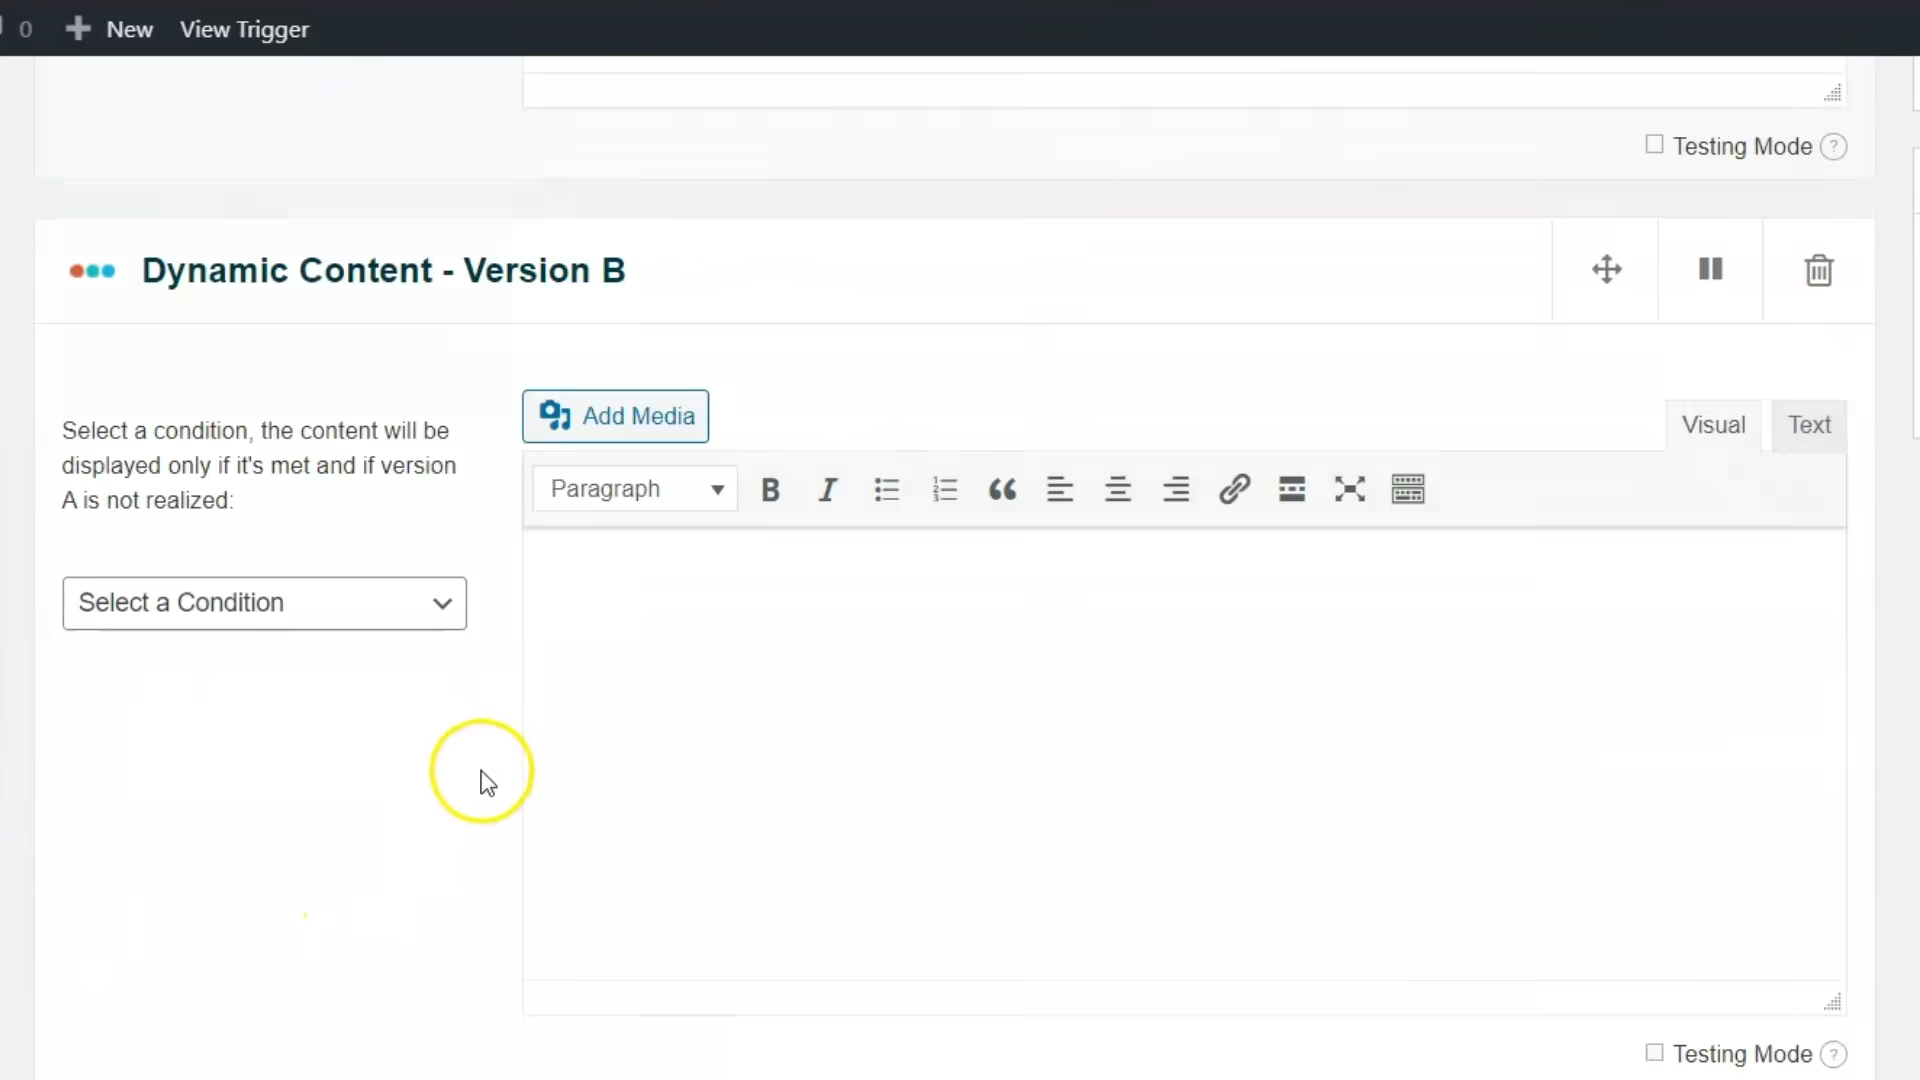 0 New View Trigger
Testing Mode ?
Dynamic Content - Version B
Select a condition, the content will be
displayed only if it's met and if version
A is not realized:
Select a Condition
Add Media
Visual Text
Paragraph B I
Testing Mode ?